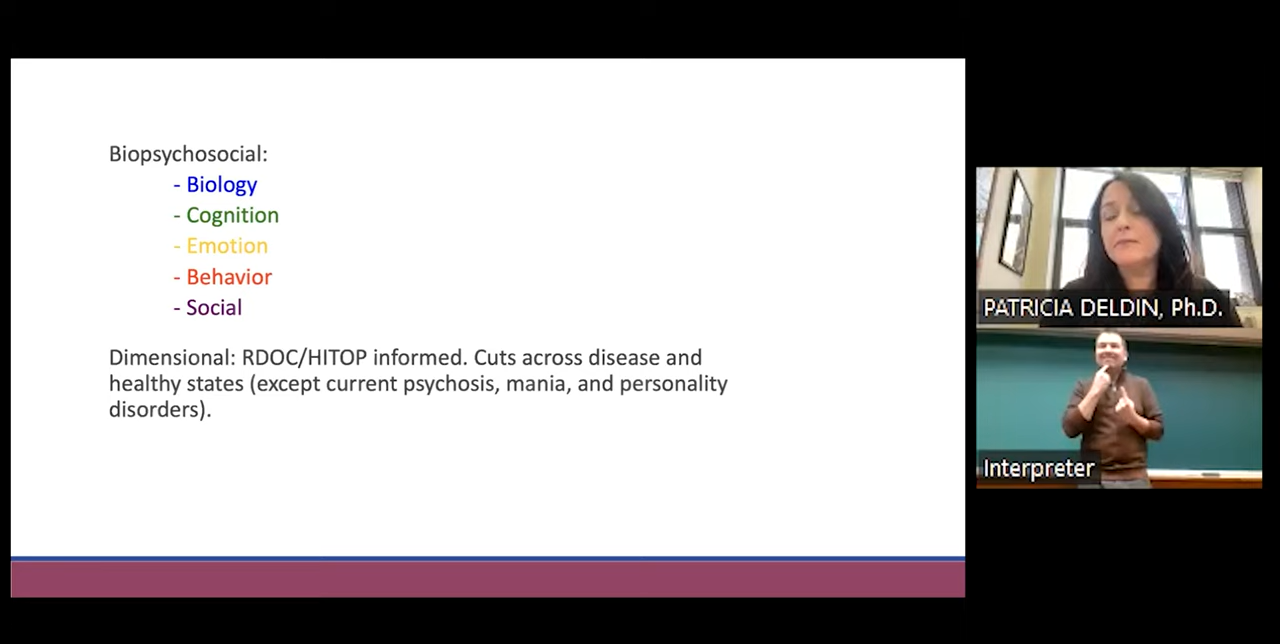 Biopsychosocial:
- Biology
- Cognition
- Emotion
- Behavior
- Social
Dimensional: RDOC/HITOP informed. Cuts across disease and
healthy states (except current psychosis, mania, and personality
disorders).
PATRICIA DELDIN, Ph.D.
Interpreter